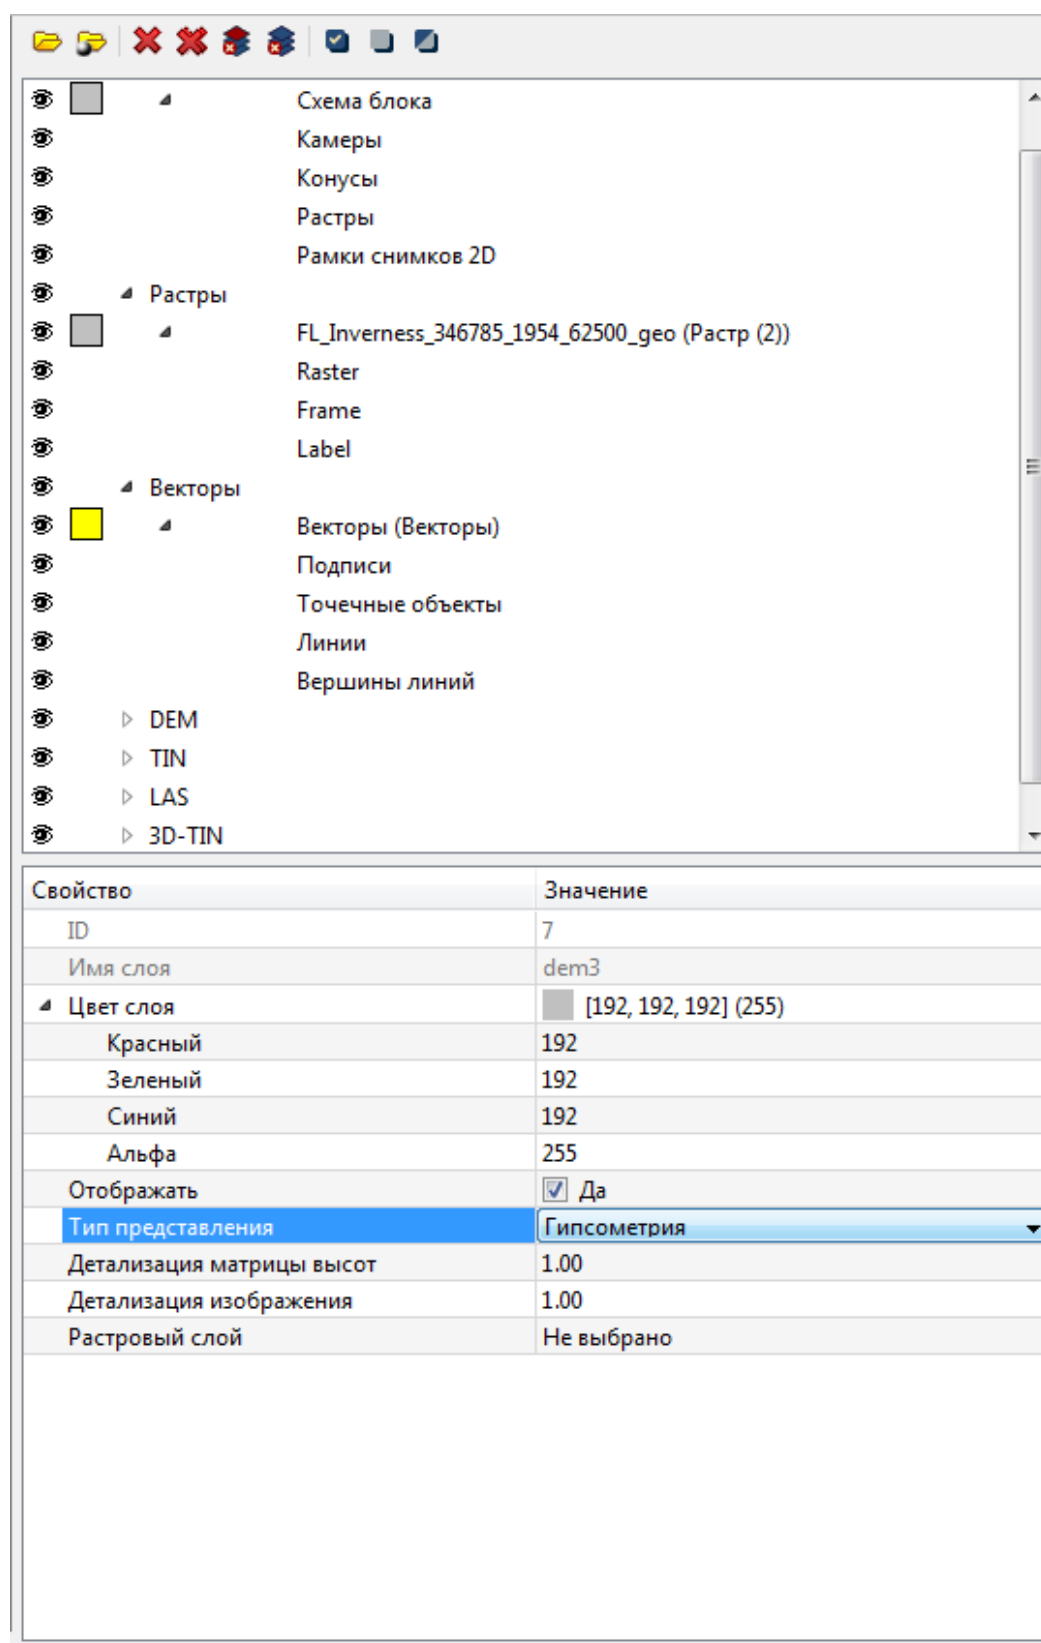 Схема блока
Камеры
Конусы
Растры
Рамки снимков 2D
Растры
FL_Inverness_346785_1954_62500_geo (Растр (2))
Raster
Frame
Label
Векторы
Векторы (Векторы)
Подписи
Точечные объекты
Линии
Вершины линий
DEM
TIN
LAS
3D-TIN
Свойство Значение
ID 7
Имя слоя dem3
Цвет слоя [192, 192, 192] (255)
Красный 192
Зеленый 192
Синий 192
Альфа 255
Отображать Да
Тип представления Гипсометрия
Детализация матрицы высот 1.00
Детализация изображения 1.00
Растровый слой Не выбрано